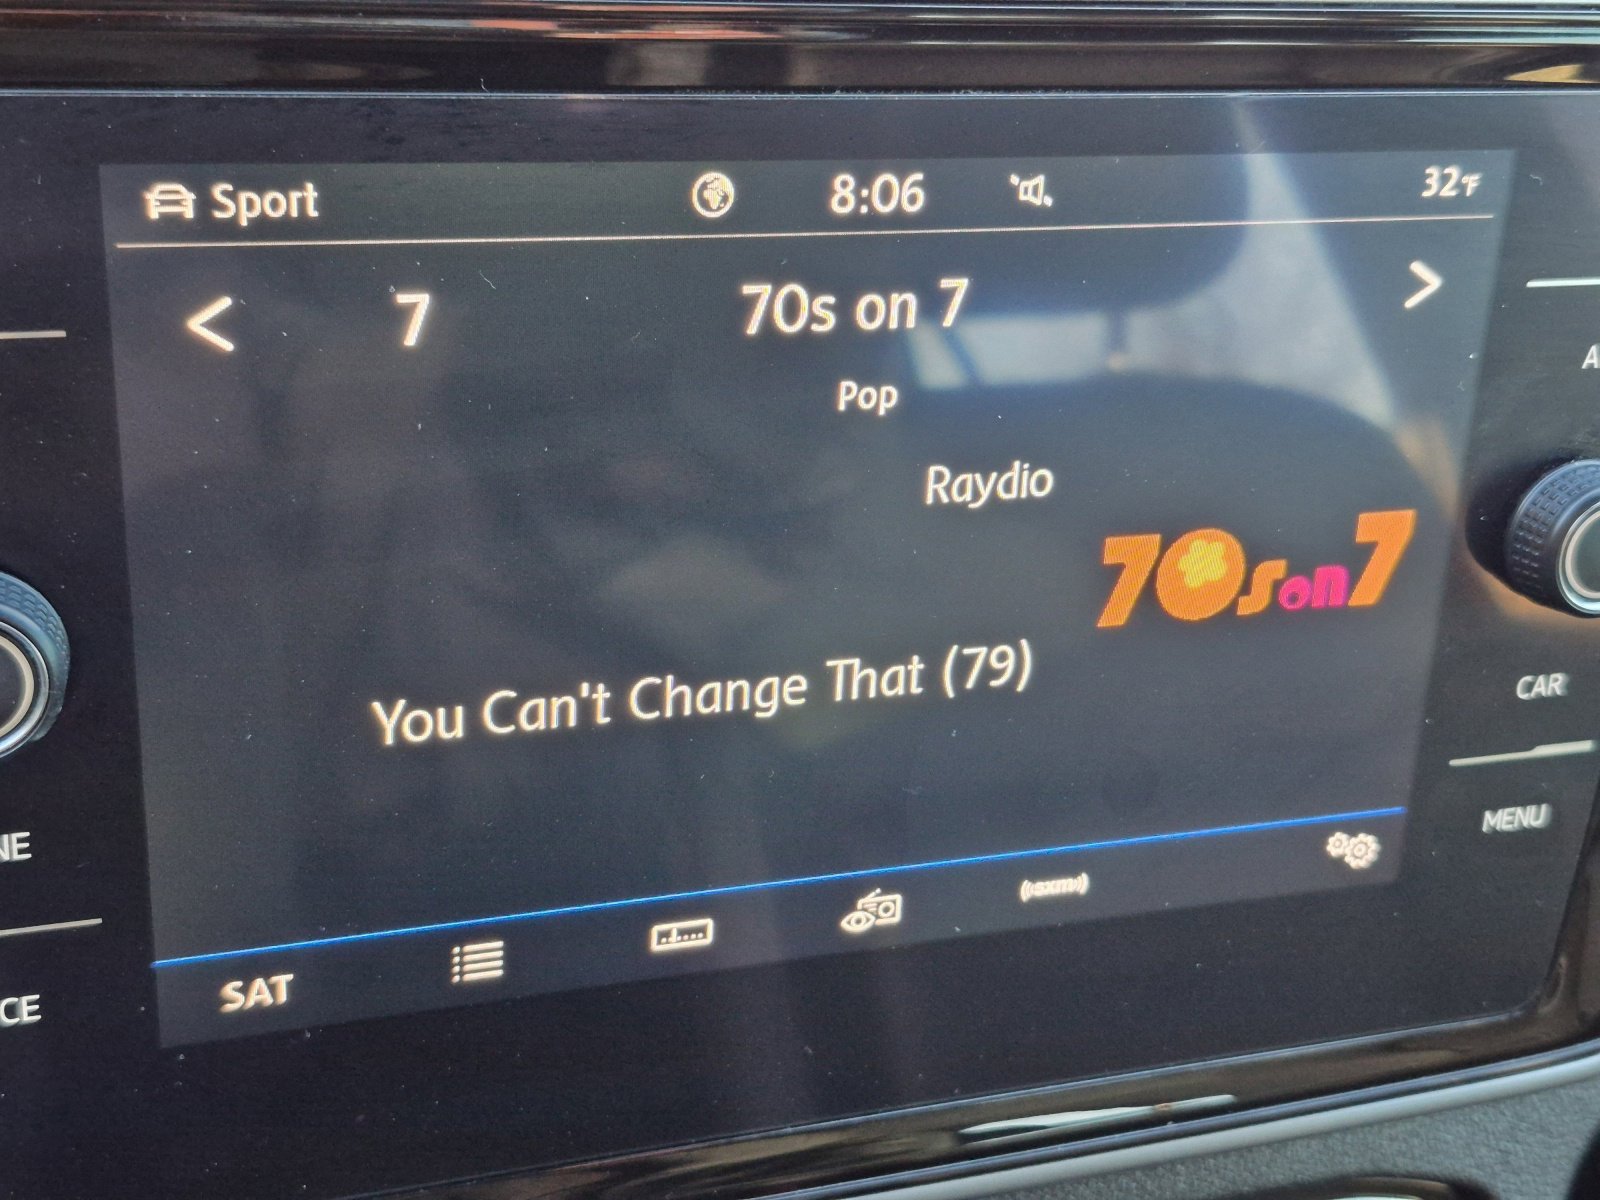 Sport 8:06 32°F
7 70s on 7
Pop
Raydio
70s on 7
You Can't Change That (79)
CAR
MENU
SAT
((sxm))